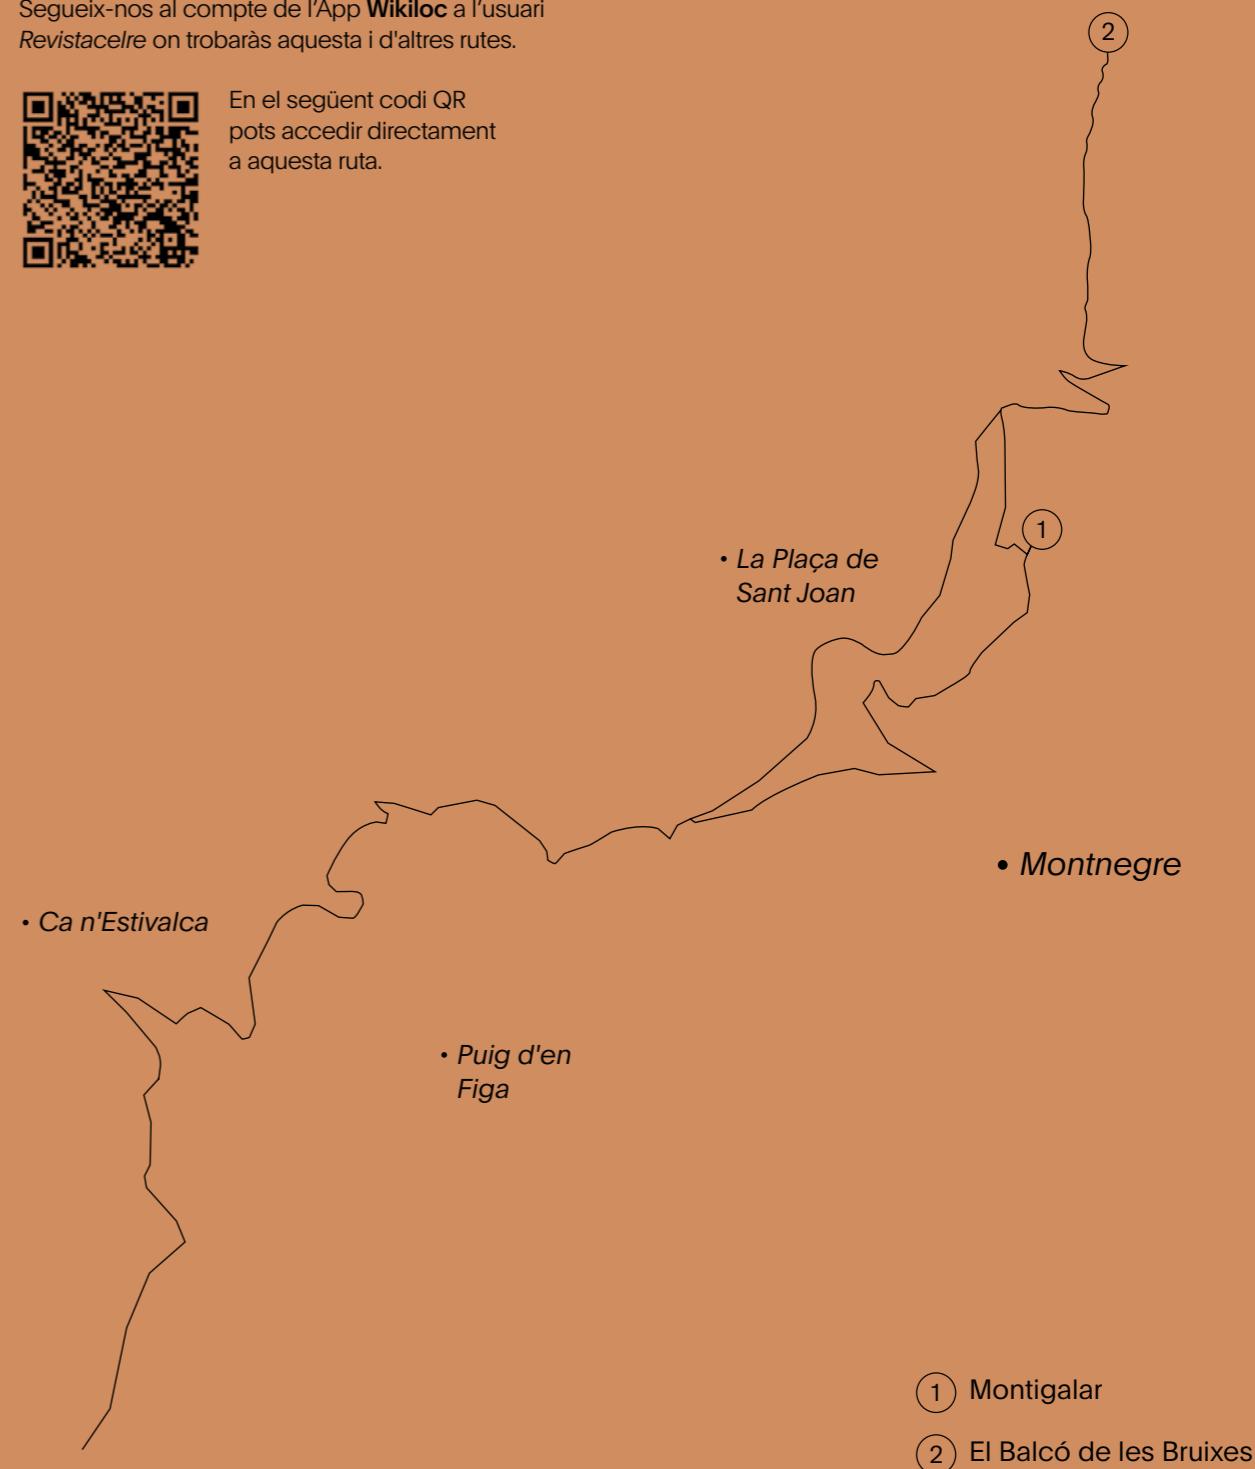 Segueix-nos al compte de l'App Wikiloc a l'usuari
Revistacelre on trobaràs aquesta i d'altres rutes.
En el següent codi QR
pots accedir directament
a aquesta ruta.
2
1
• La Plaça de
Sant Joan
• Montnegre
• Ca n'Estivalca
• Puig d'en
Figa
1 Montigalar
2 El Balcó de les Bruixes